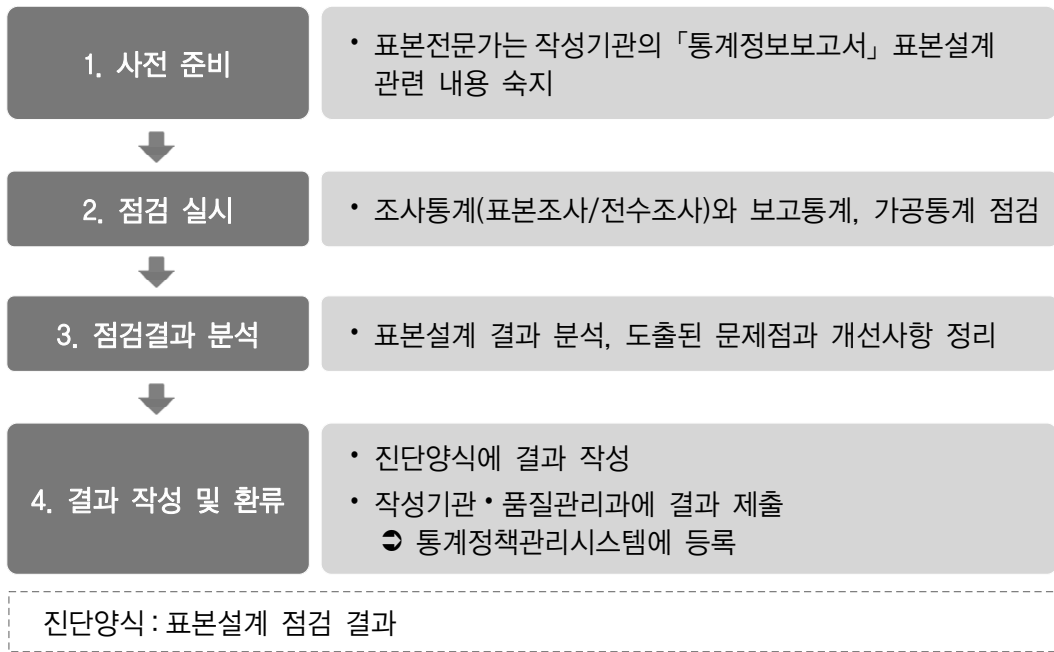 1. 사전 준비
• 표본전문가는 작성기관의「통계정보보고서」표본설계
관련 내용 숙지
2. 점검 실시
• 조사통계(표본조사/전수조사)와 보고통계, 가공통계 점검
3. 점검결과 분석
• 표본설계 결과 분석, 도출된 문제점과 개선사항 정리
4. 결과 작성 및 환류
• 진단양식에 결과 작성
• 작성기관•품질관리과에 결과 제출
➲ 통계정책관리시스템에 등록
진단양식 : 표본설계 점검 결과